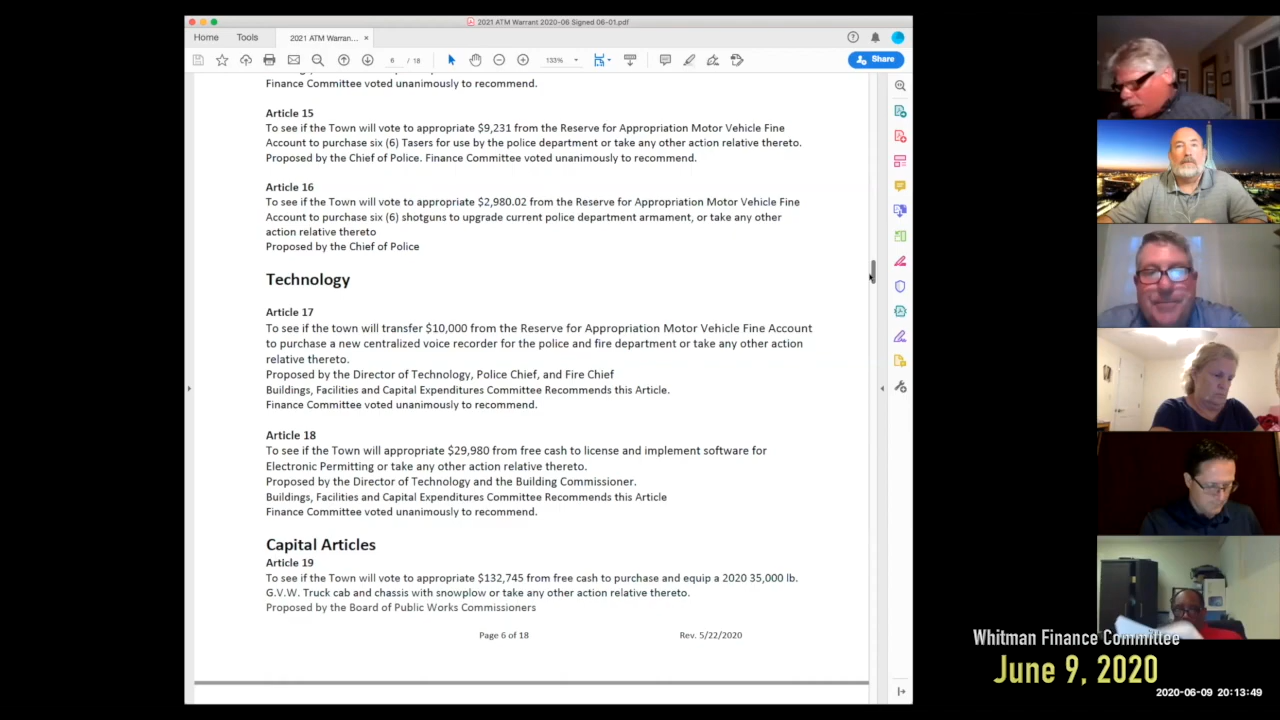 2021 ATM Warrant 2020-06 Signed 06-01.pdf
Home
Tools
2021 ATM Warran...
×
6 / 18
133%
Share
Finance Committee voted unanimously to recommend.
Article 15
To see if the Town will vote to appropriate $9,231 from the Reserve for Appropriation Motor Vehicle Fine
Account to purchase six (6) Tasers for use by the police department or take any other action relative thereto.
Proposed by the Chief of Police. Finance Committee voted unanimously to recommend.
Article 16
To see if the Town will vote to appropriate $2,980.02 from the Reserve for Appropriation Motor Vehicle Fine
Account to purchase six (6) shotguns to upgrade current police department armament, or take any other
action relative thereto
Proposed by the Chief of Police
Technology
Article 17
To see if the town will transfer $10,000 from the Reserve for Appropriation Motor Vehicle Fine Account
to purchase a new centralized voice recorder for the police and fire department or take any other action
relative thereto.
Proposed by the Director of Technology, Police Chief, and Fire Chief
Buildings, Facilities and Capital Expenditures Committee Recommends this Article.
Finance Committee voted unanimously to recommend.
Article 18
To see if the Town will appropriate $29,980 from free cash to license and implement software for
Electronic Permitting or take any other action relative thereto.
Proposed by the Director of Technology and the Building Commissioner.
Buildings, Facilities and Capital Expenditures Committee Recommends this Article
Finance Committee voted unanimously to recommend.
Capital Articles
Article 19
To see if the Town will vote to appropriate $132,745 from free cash to purchase and equip a 2020 35,000 lb.
G.V.W. Truck cab and chassis with snowplow or take any other action relative thereto.
Proposed by the Board of Public Works Commissioners
Page 6 of 18
Rev. 5/22/2020
Whitman Finance Committee
June 9, 2020
2020-06-09 20:13:49